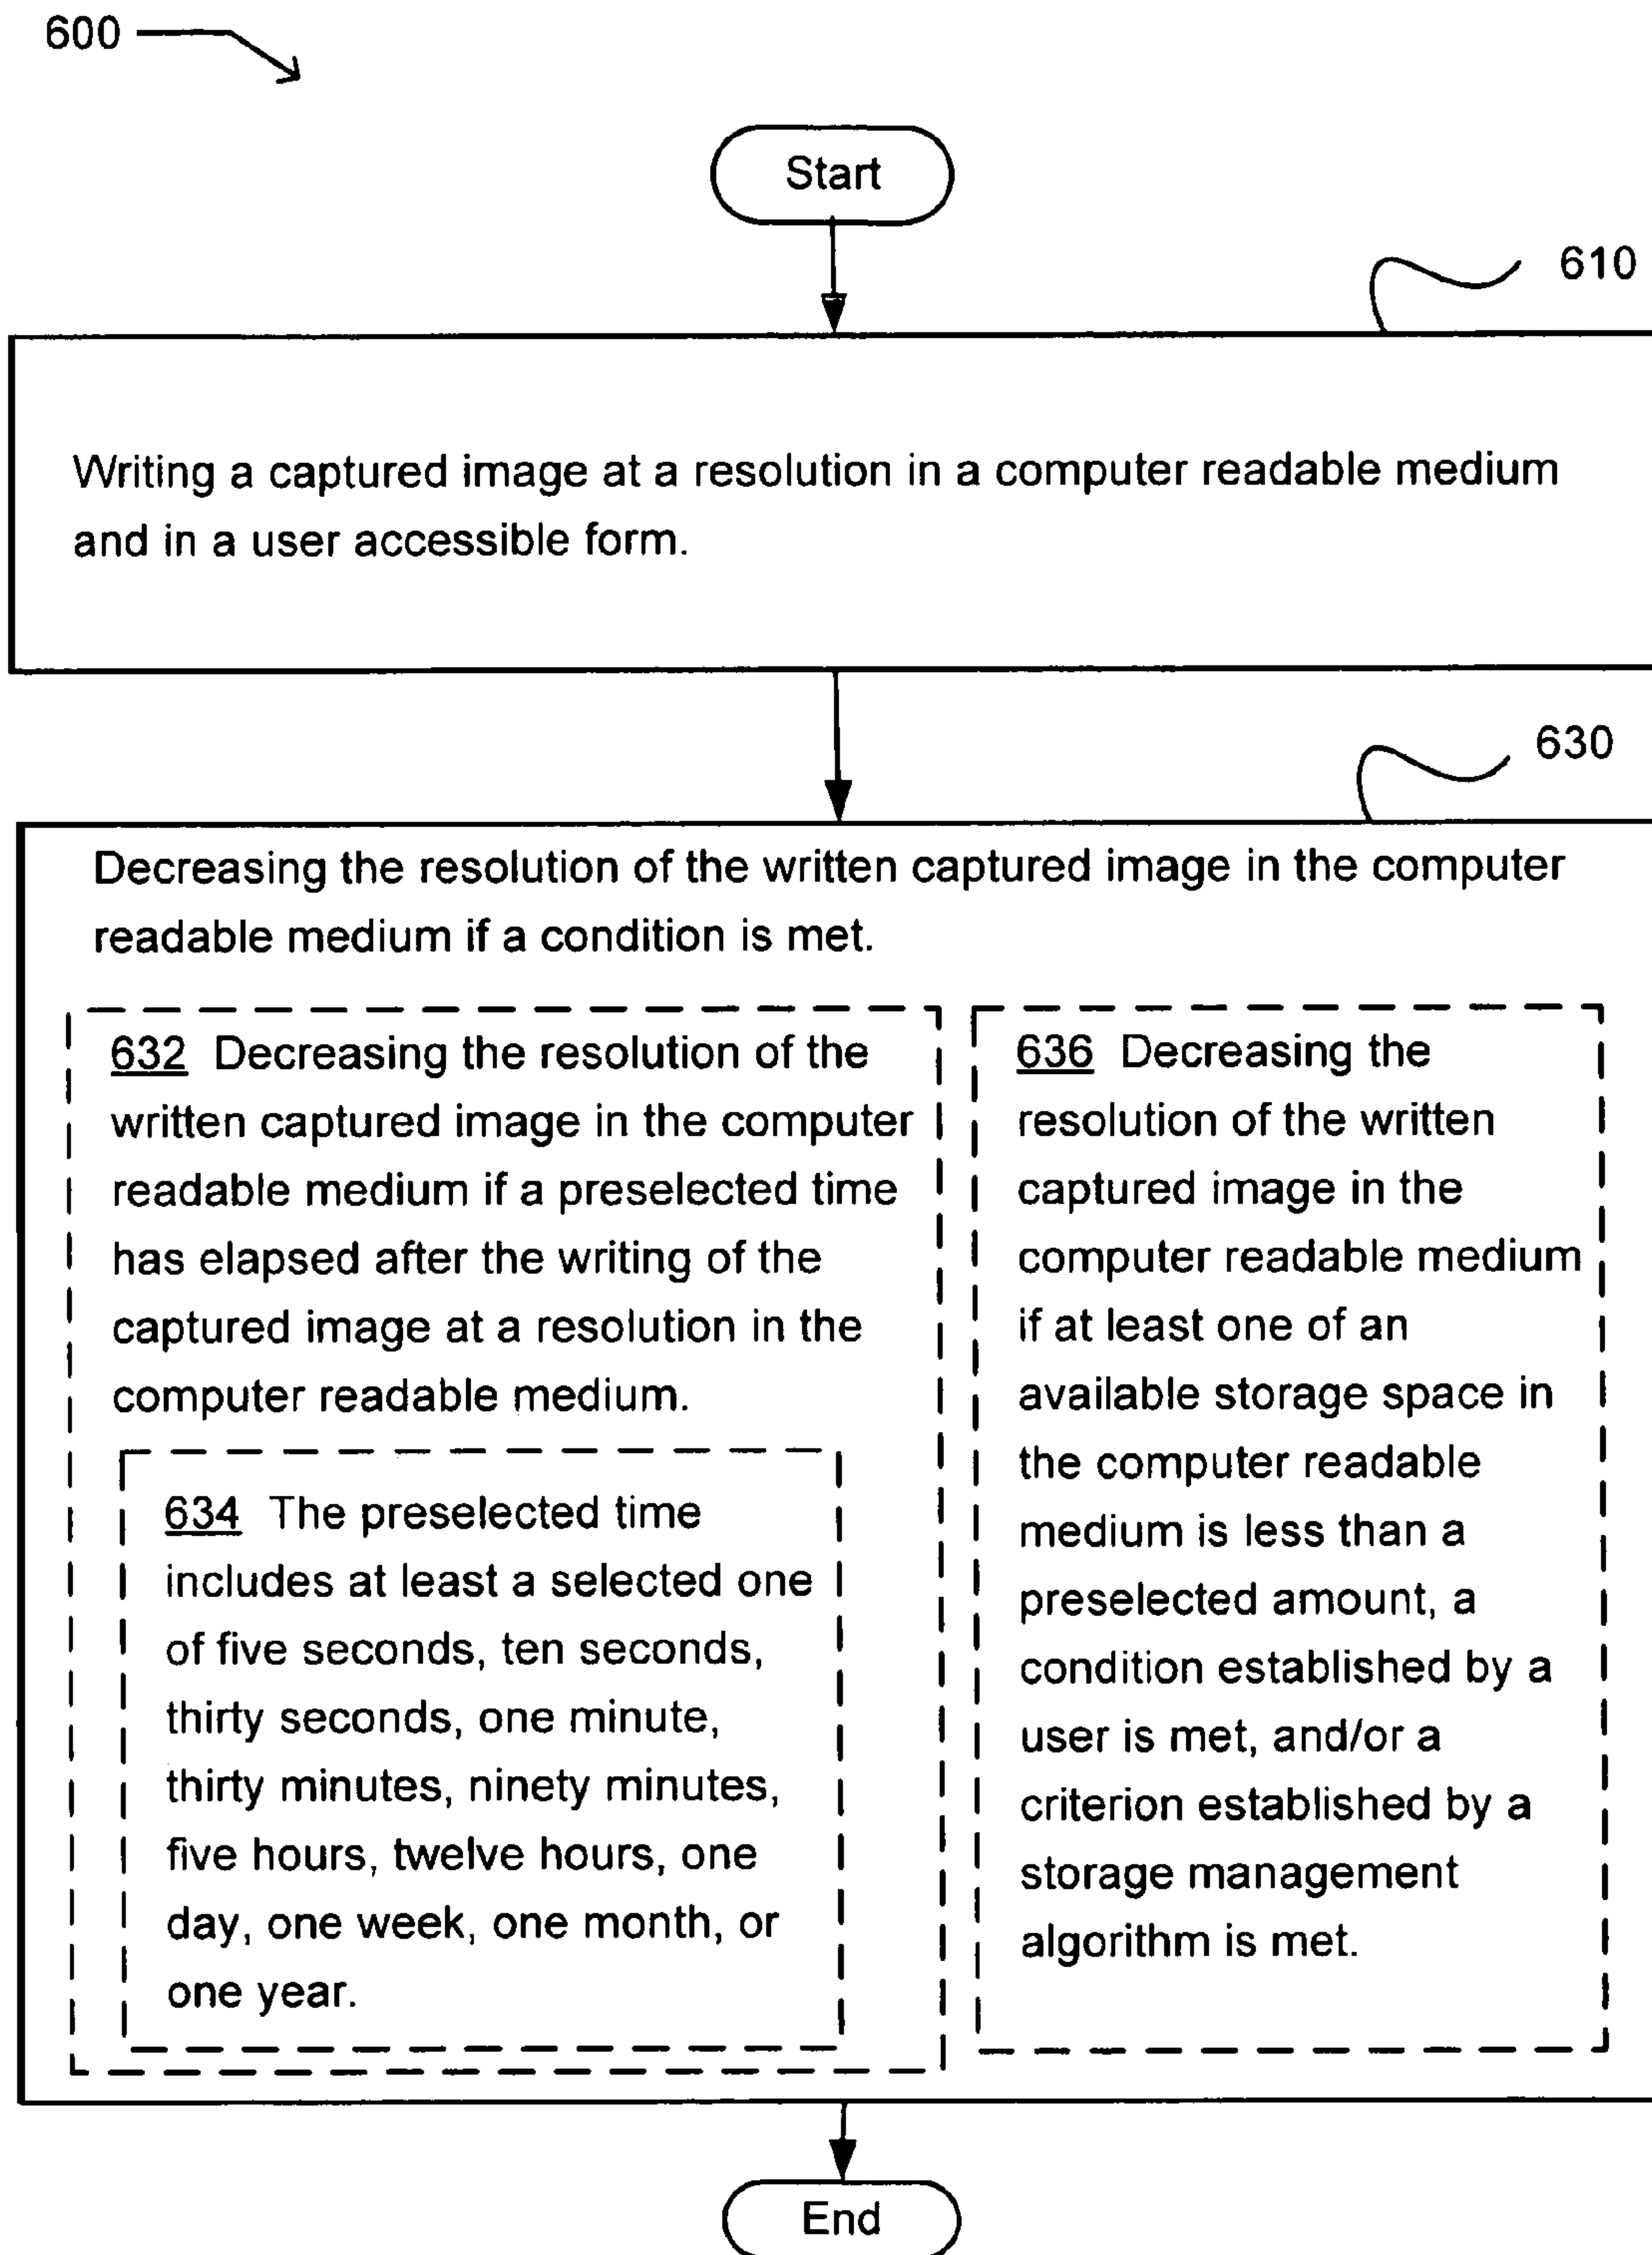 600
Start
610
Writing a captured image at a resolution in a computer readable medium
and in a user accessible form.
630
Decreasing the resolution of the written captured image in the computer
readable medium if a condition is met.
632 Decreasing the resolution of the
written captured image in the computer
readable medium if a preselected time
has elapsed after the writing of the
captured image at a resolution in the
computer readable medium.
634 The preselected time
includes at least a selected one
of five seconds, ten seconds,
thirty seconds, one minute,
thirty minutes, ninety minutes,
five hours, twelve hours, one
day, one week, one month, or
one year.
636 Decreasing the
resolution of the written
captured image in the
computer readable medium
if at least one of an
available storage space in
the computer readable
medium is less than a
preselected amount, a
condition established by a
user is met, and/or a
criterion established by a
storage management
algorithm is met.
End